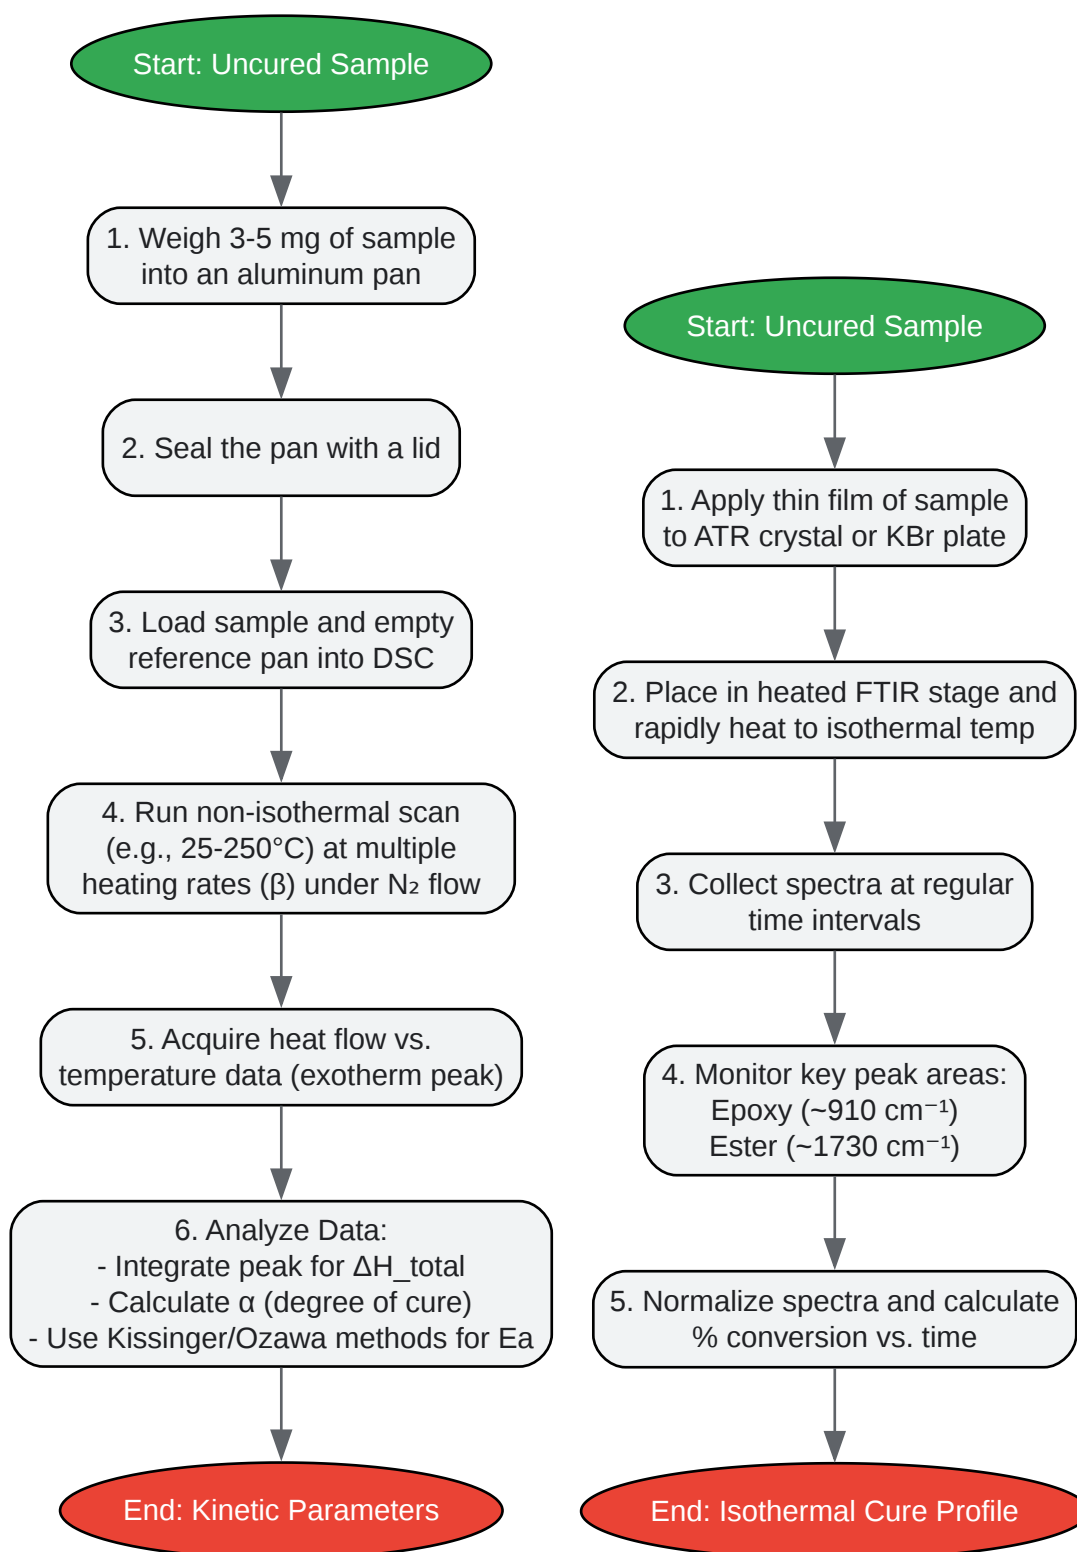 Start: Uncured Sample
1. Weigh 3-5 mg of sample
into an aluminum pan
2. Seal the pan with a lid
3. Load sample and empty
reference pan into DSC
4. Run non-isothermal scan
(e.g., 25-250°C) at multiple
heating rates (β) under N₂ flow
5. Acquire heat flow vs.
temperature data (exotherm peak)
6. Analyze Data:
- Integrate peak for ΔH_total
- Calculate α (degree of cure)
- Use Kissinger/Ozawa methods for Ea
End: Kinetic Parameters
Start: Uncured Sample
1. Apply thin film of sample
to ATR crystal or KBr plate
2. Place in heated FTIR stage and
rapidly heat to isothermal temp
3. Collect spectra at regular
time intervals
4. Monitor key peak areas:
Epoxy (~910 cm⁻¹)
Ester (~1730 cm⁻¹)
5. Normalize spectra and calculate
% conversion vs. time
End: Isothermal Cure Profile